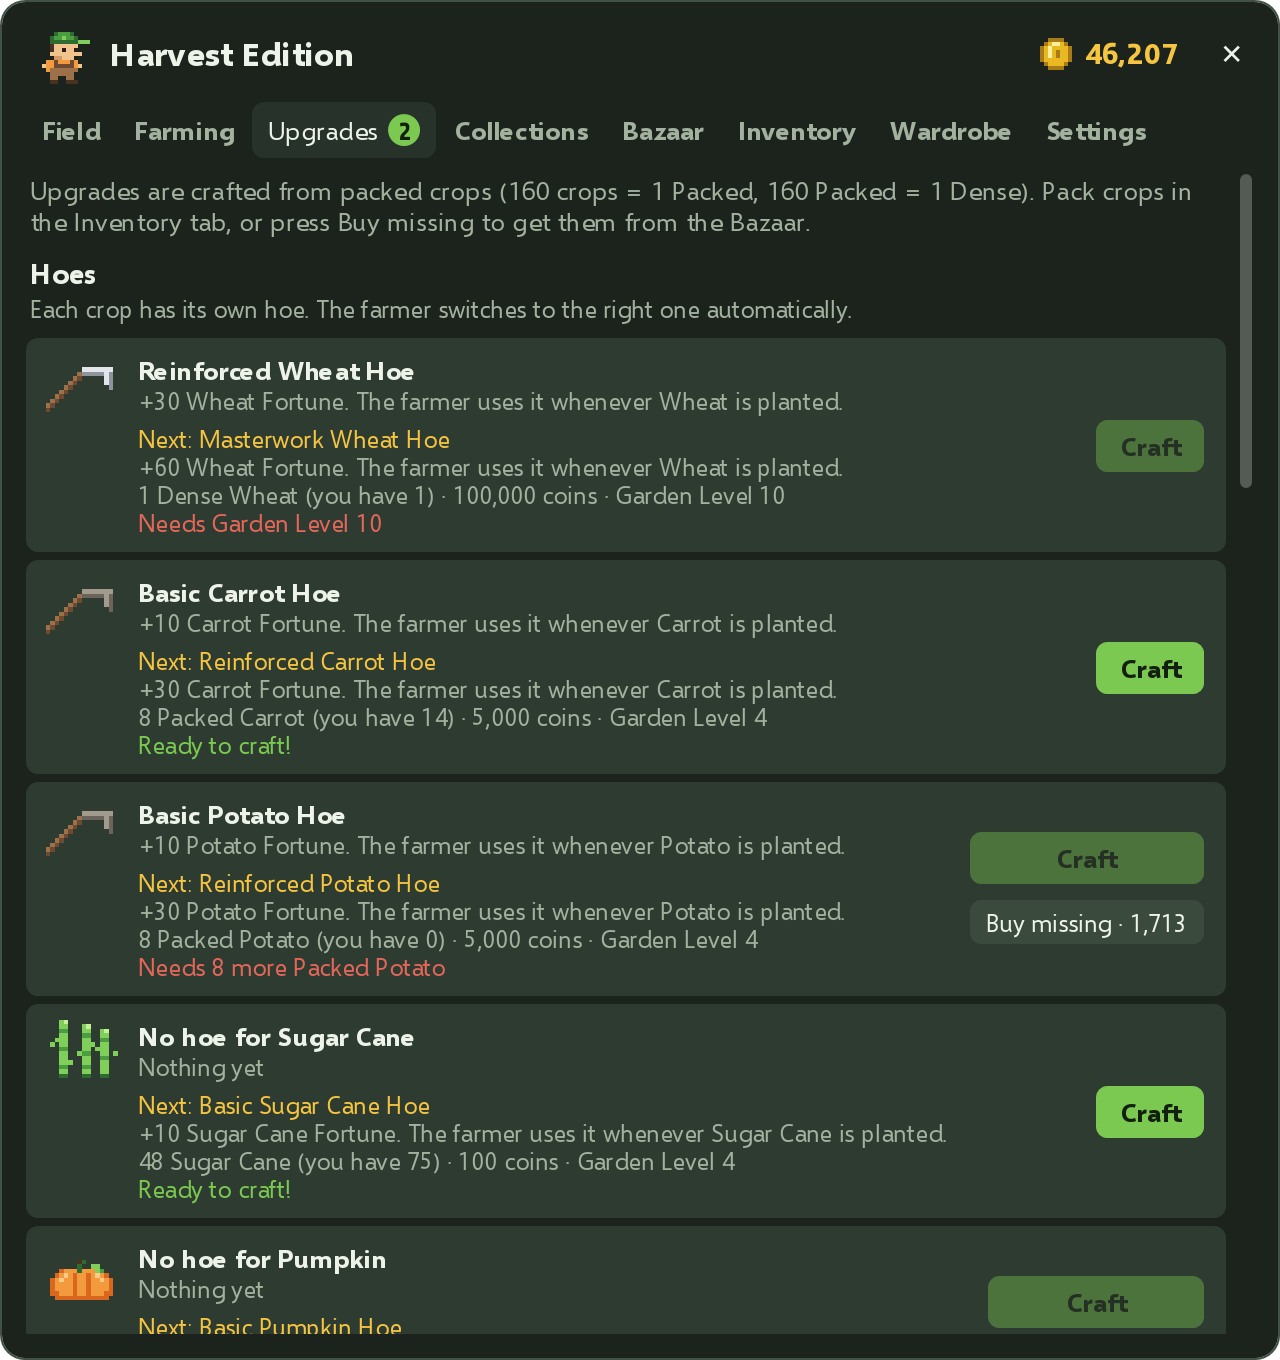 Harvest Edition
46,207
×
Field Farming Upgrades 2 Collections Bazaar Inventory Wardrobe Settings
Upgrades are crafted from packed crops (160 crops = 1 Packed, 160 Packed = 1 Dense). Pack crops in
the Inventory tab, or press Buy missing to get them from the Bazaar.
Hoes
Each crop has its own hoe. The farmer switches to the right one automatically.
Reinforced Wheat Hoe
+30 Wheat Fortune. The farmer uses it whenever Wheat is planted.
Next: Masterwork Wheat Hoe
+60 Wheat Fortune. The farmer uses it whenever Wheat is planted.
1 Dense Wheat (you have 1) · 100,000 coins · Garden Level 10
Needs Garden Level 10
Craft
Basic Carrot Hoe
+10 Carrot Fortune. The farmer uses it whenever Carrot is planted.
Next: Reinforced Carrot Hoe
+30 Carrot Fortune. The farmer uses it whenever Carrot is planted.
8 Packed Carrot (you have 14) · 5,000 coins · Garden Level 4
Ready to craft!
Craft
Basic Potato Hoe
+10 Potato Fortune. The farmer uses it whenever Potato is planted.
Next: Reinforced Potato Hoe
+30 Potato Fortune. The farmer uses it whenever Potato is planted.
8 Packed Potato (you have 0) · 5,000 coins · Garden Level 4
Needs 8 more Packed Potato
Craft
Buy missing · 1,713
No hoe for Sugar Cane
Nothing yet
Next: Basic Sugar Cane Hoe
+10 Sugar Cane Fortune. The farmer uses it whenever Sugar Cane is planted.
48 Sugar Cane (you have 75) · 100 coins · Garden Level 4
Ready to craft!
Craft
No hoe for Pumpkin
Nothing yet
Next: Basic Pumpkin Hoe
Craft